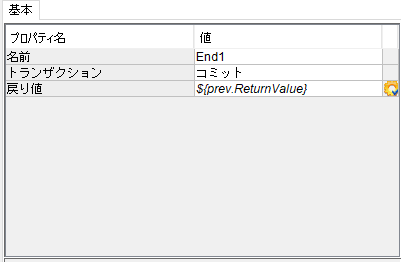 基本
プロパティ名 値
名前 End1
トランザクション コミット
戻り値 ${prev.ReturnValue}